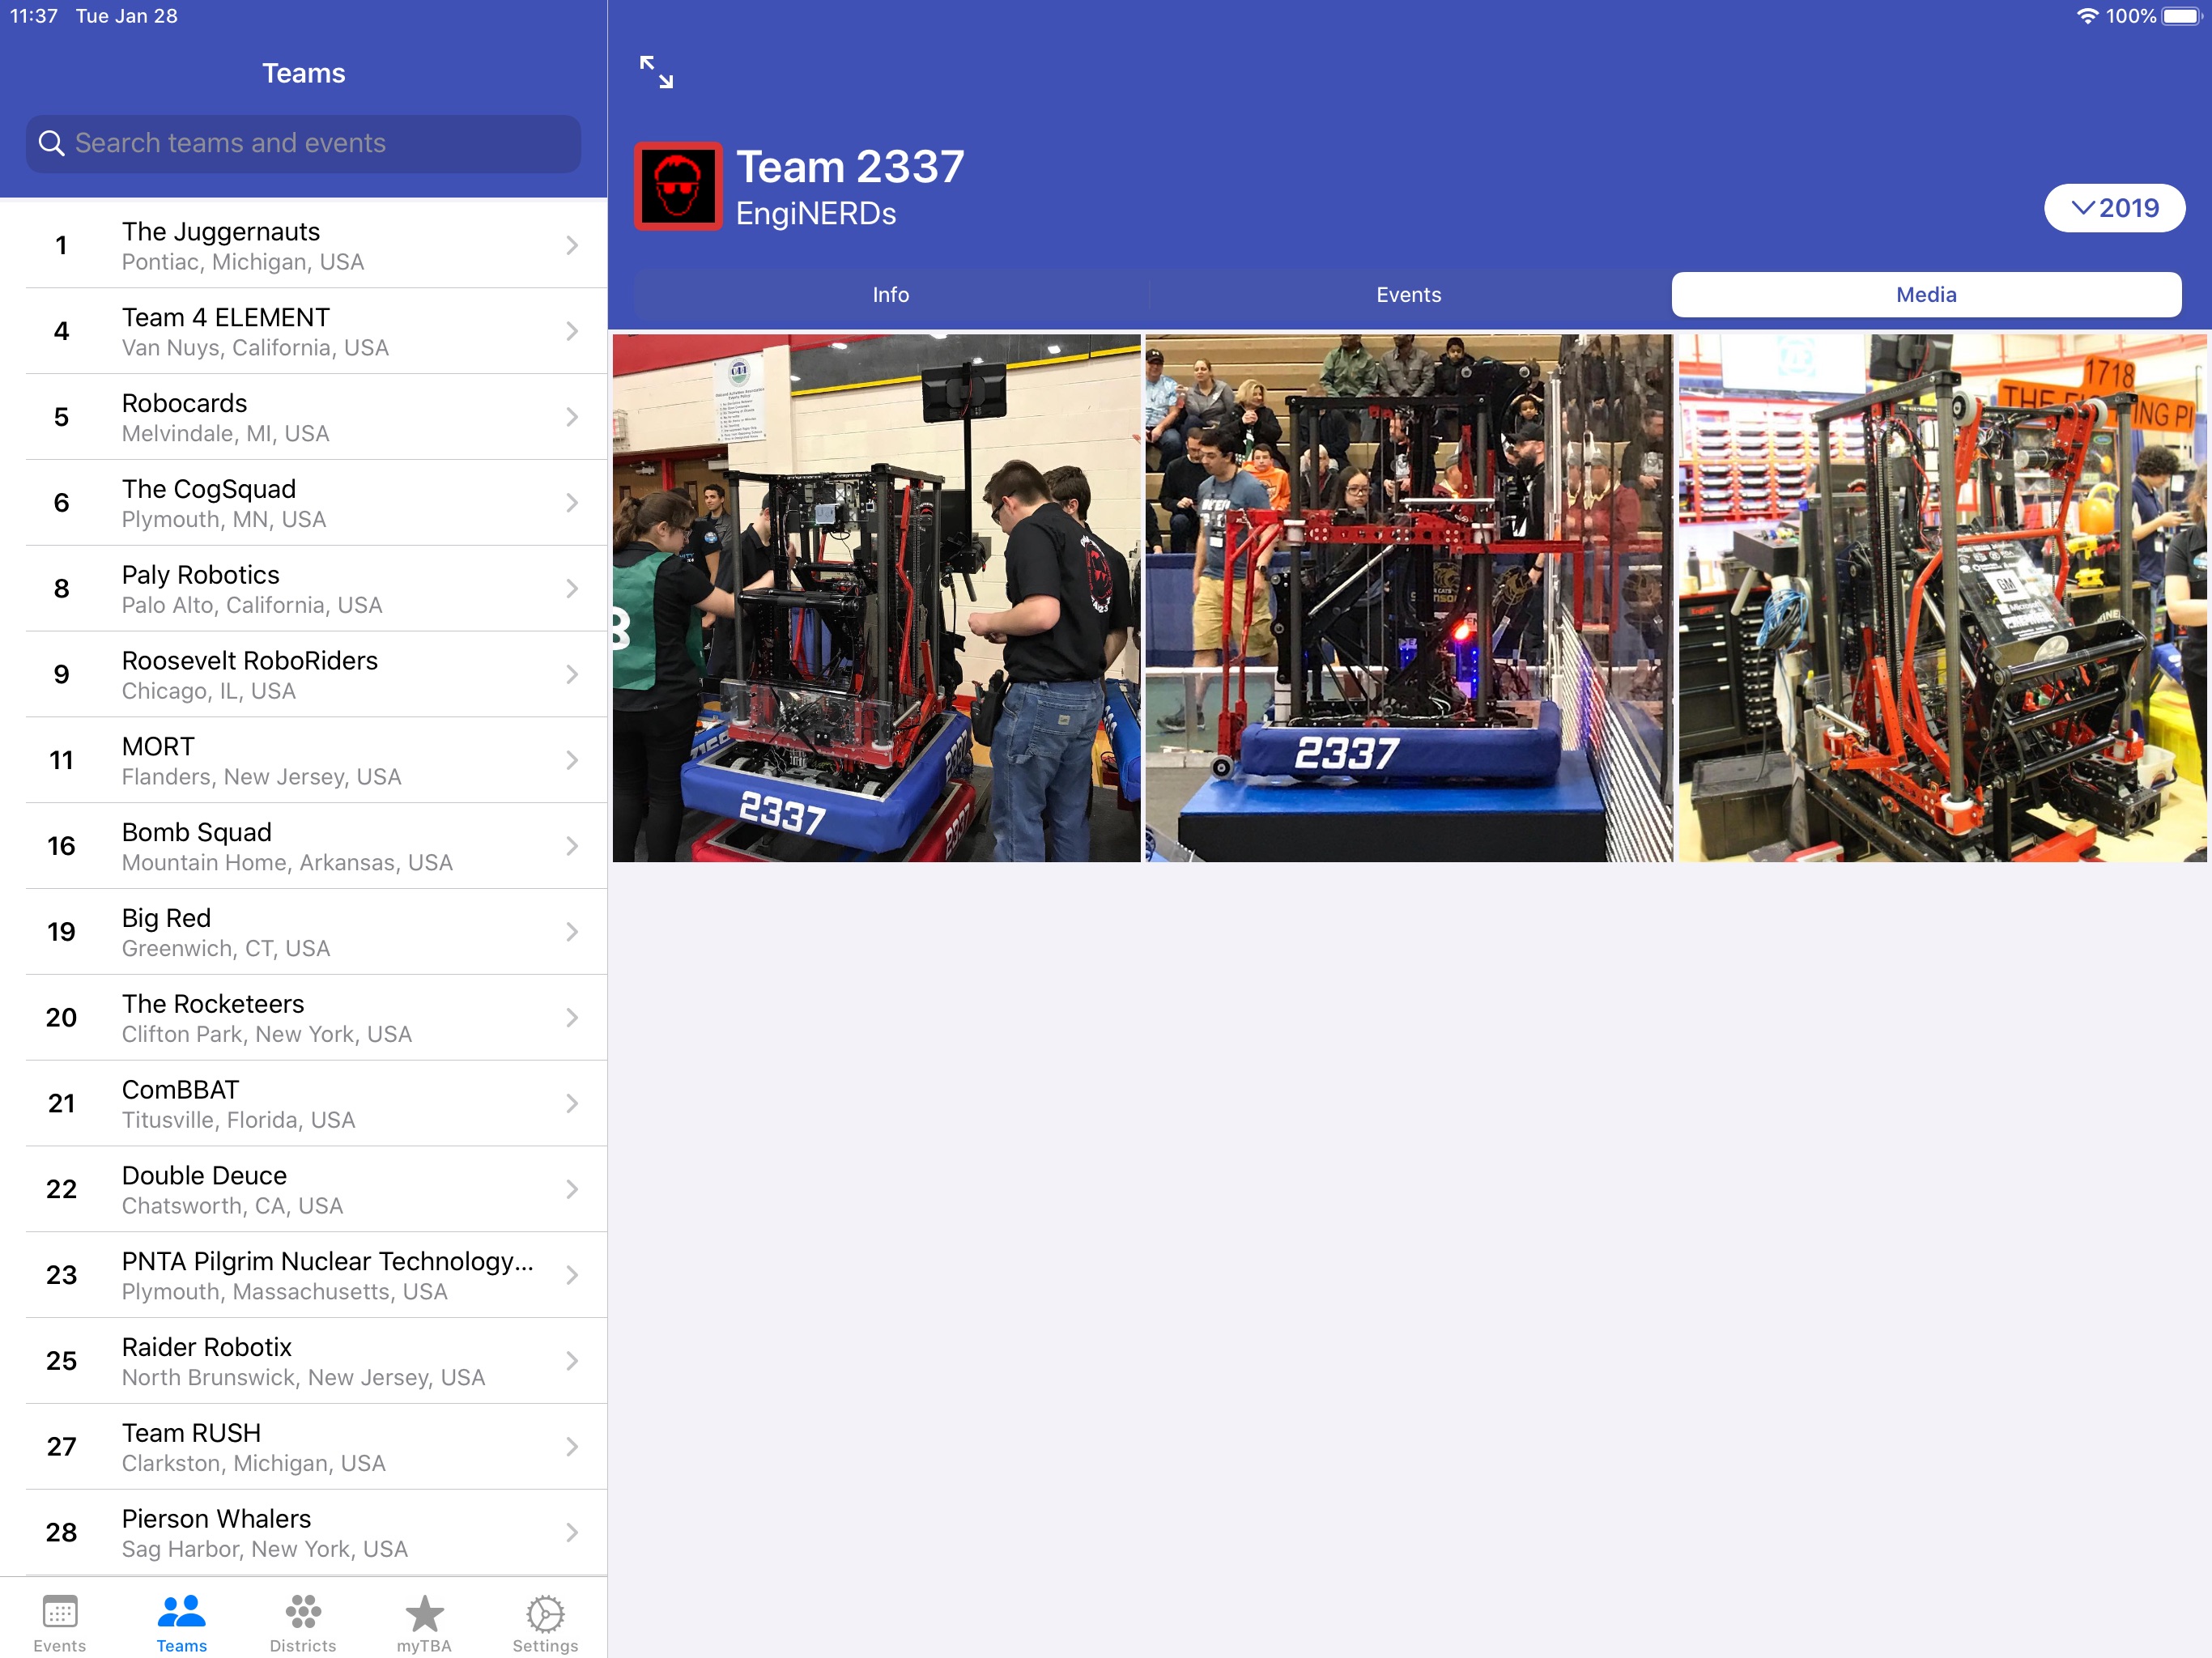 11:37 Tue Jan 28
100%
Teams
Search teams and events
1
The Juggernauts
Pontiac, Michigan, USA
4
Team 4 ELEMENT
Van Nuys, California, USA
5
Robocards
Melvindale, MI, USA
6
The CogSquad
Plymouth, MN, USA
8
Paly Robotics
Palo Alto, California, USA
9
Roosevelt RoboRiders
Chicago, IL, USA
11
MORT
Flanders, New Jersey, USA
16
Bomb Squad
Mountain Home, Arkansas, USA
19
Big Red
Greenwich, CT, USA
20
The Rocketeers
Clifton Park, New York, USA
21
ComBBAT
Titusville, Florida, USA
22
Double Deuce
Chatsworth, CA, USA
23
PNTA Pilgrim Nuclear Technology...
Plymouth, Massachusetts, USA
25
Raider Robotix
North Brunswick, New Jersey, USA
27
Team RUSH
Clarkston, Michigan, USA
28
Pierson Whalers
Sag Harbor, New York, USA
Events
Teams
Districts
myTBA
Settings
Team 2337
EngiNERDs
2019
Info
Events
Media
2337
2337
2337
1718
THE
NG PI
GM